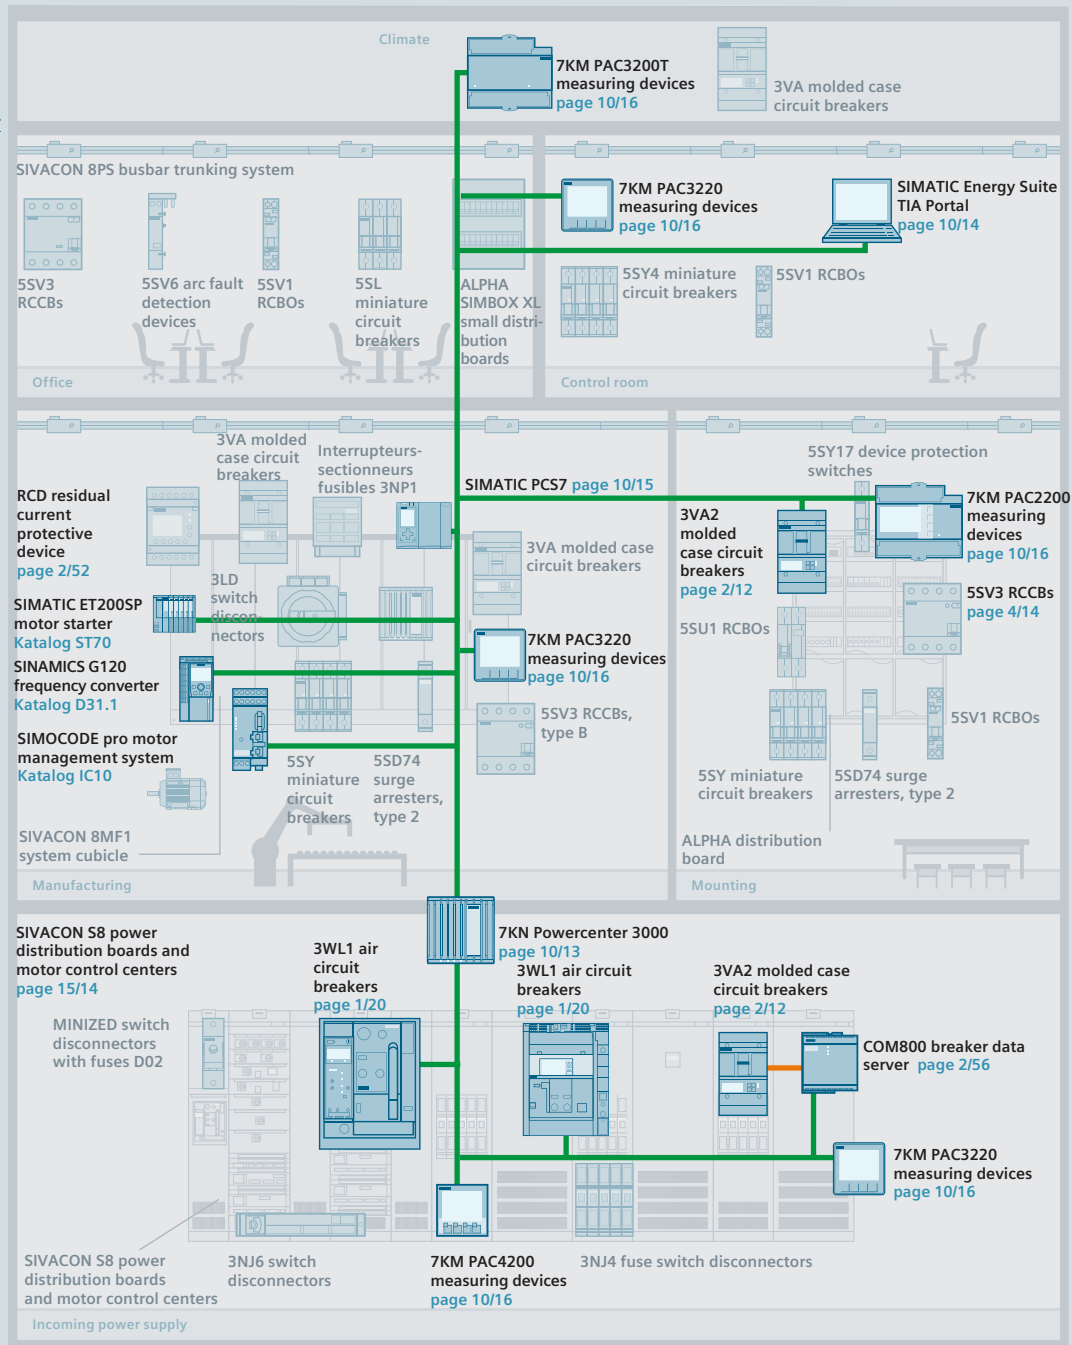 Climate
7KM PAC3200T
measuring devices
page 10/16
3VA molded case
circuit breakers
SIVACON 8PS busbar trunking system
5SV3
RCCBs
5SV6 arc fault
detection
devices
5SV1
RCBOs
5SL
miniature
circuit
breakers
ALPHA
SIMBOX XL
small distri-
bution
boards
Office
7KM PAC3220
measuring devices
page 10/16
SIMATIC Energy Suite
TIA Portal
page 10/14
5SY4 miniature
circuit breakers
5SV1 RCBOs
Control room
RCD residual
current
protective
device
page 2/52
3VA molded
case circuit
breakers
Interrupteurs-
sectionneurs
fusibles 3NP1
SIMATIC PCS7 page 10/15
3VA molded case
circuit breakers
SIMATIC ET200SP
motor starter
Katalog ST70
3LD
switch
discon-
nectors
7KM PAC3220
measuring devices
page 10/16
SINAMICS G120
frequency converter
Katalog D31.1
SIMOCODE pro motor
management system
Katalog IC10
5SY
miniature
circuit
breakers
5SD74
surge
arresters,
type 2
5SV3 RCCBs,
type B
SIVACON 8MF1
system cubicle
Manufacturing
5SY17 device protection
switches
3VA2
molded
case circuit
breakers
page 2/12
7KM PAC2200
measuring
devices
page 10/16
5SV3 RCCBs
page 4/14
5SU1 RCBOs
5SV1 RCBOs
5SY miniature
circuit breakers
5SD74 surge
arresters, type 2
ALPHA distribution
board
Mounting
SIVACON S8 power
distribution boards and
motor control centers
page 15/14
7KN Powercenter 3000
page 10/13
3WL1 air
circuit
breakers
page 1/20
3WL1 air circuit
breakers
page 1/20
3VA2 molded case
circuit breakers
page 2/12
MINIZED switch
disconnectors
with fuses D02
COM800 breaker data
server page 2/56
7KM PAC3220
measuring devices
page 10/16
SIVACON S8 power
distribution boards
and motor control centers
3NJ6 switch
disconnectors
7KM PAC4200
measuring devices
page 10/16
3NJ4 fuse switch disconnectors
Incoming power supply